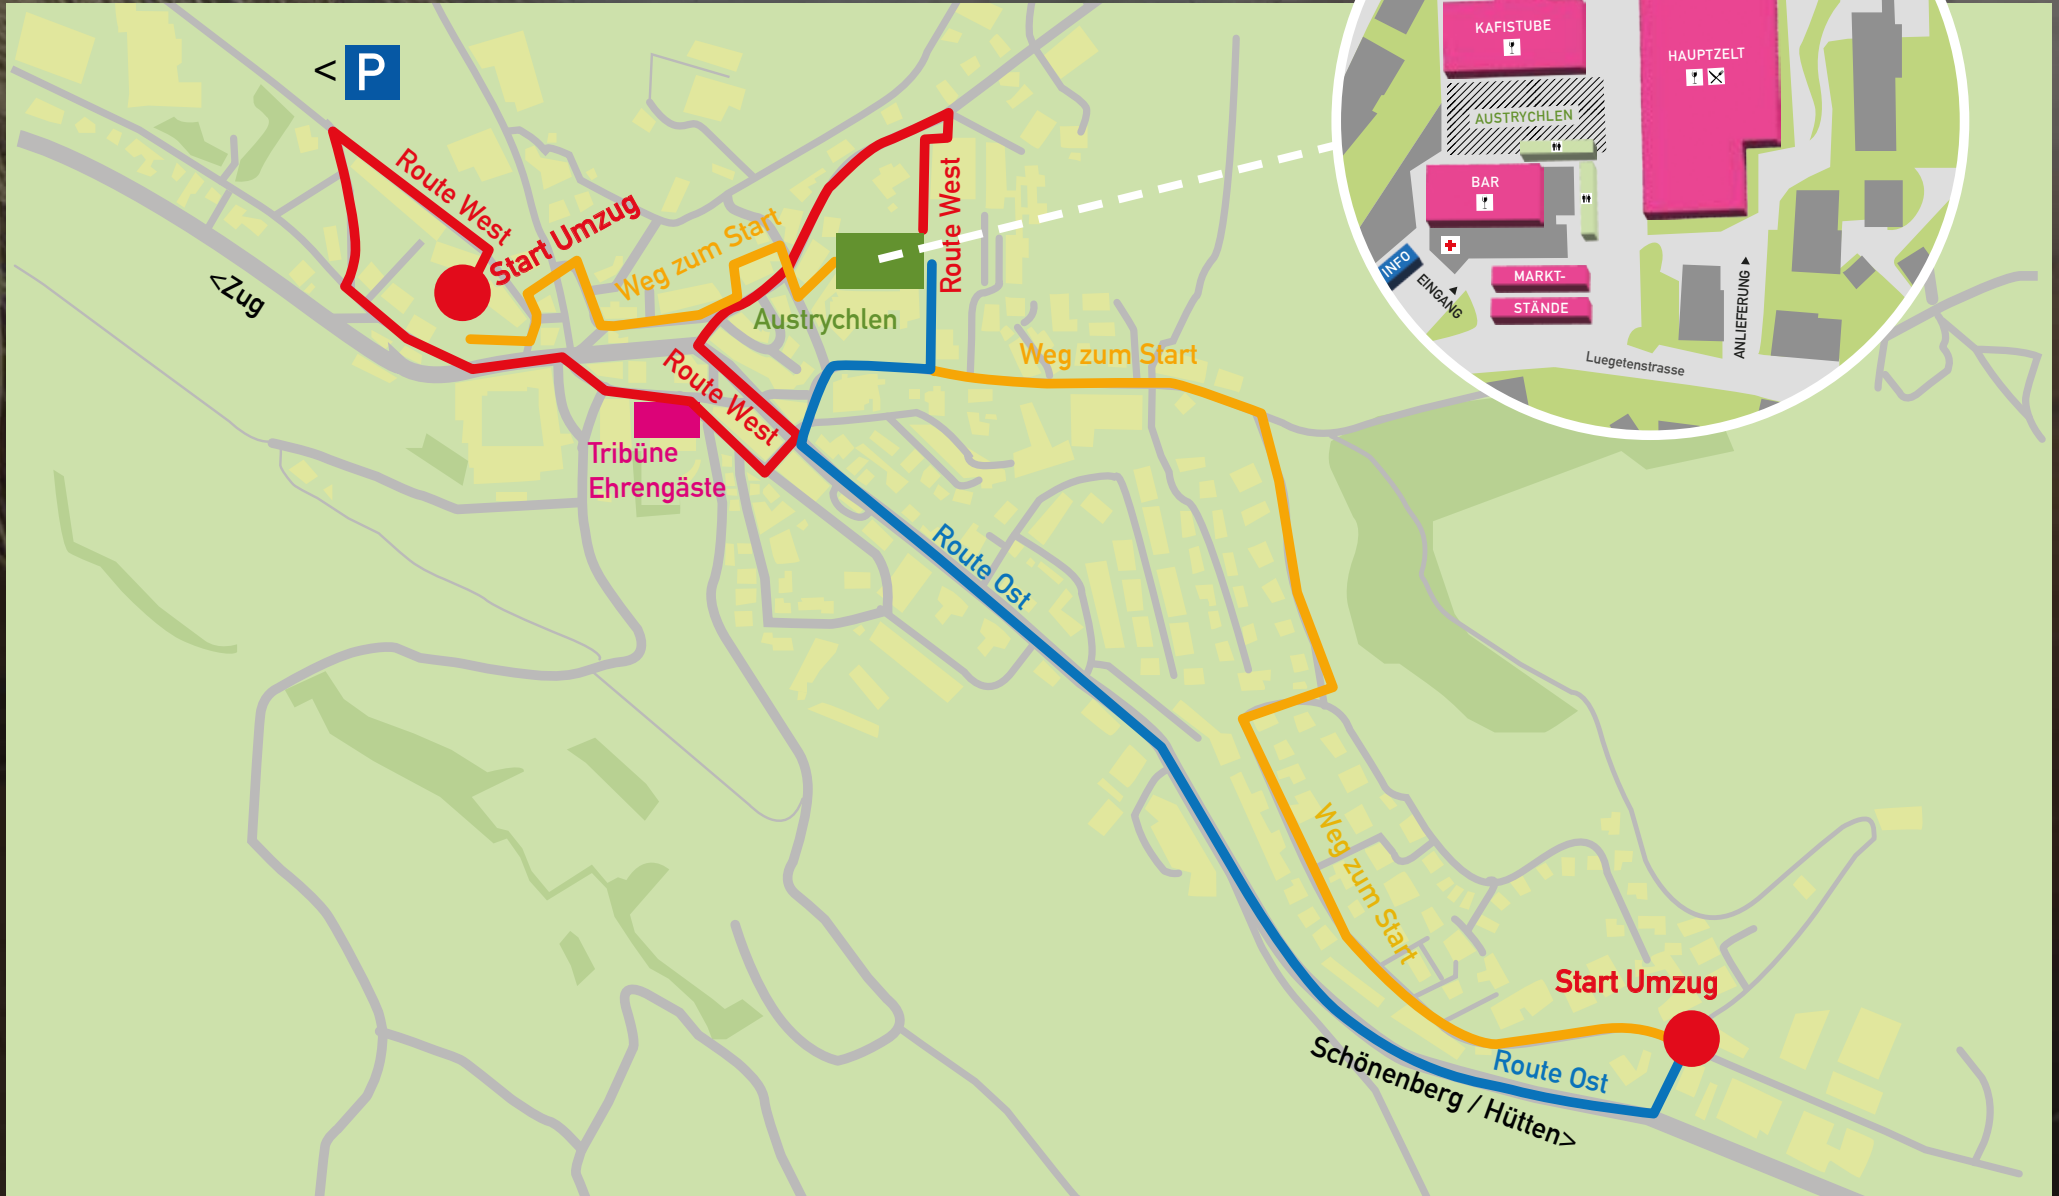 < P
Route West
Start Umzug
<Zug
Weg zum Start
Route West
Austrychlen
Route West
Tribüne
Ehrengäste
Weg zum Start
Route Ost
Weg zum Start
Start Umzug
Route Ost
Schönenberg / Hütten>
KAFISTUBE
HAUPTZELT
AUSTRYCHLEN
BAR
INFO
EINGANG
MARKT-
STÄNDE
ANLIEFERUNG
Luegetenstrasse